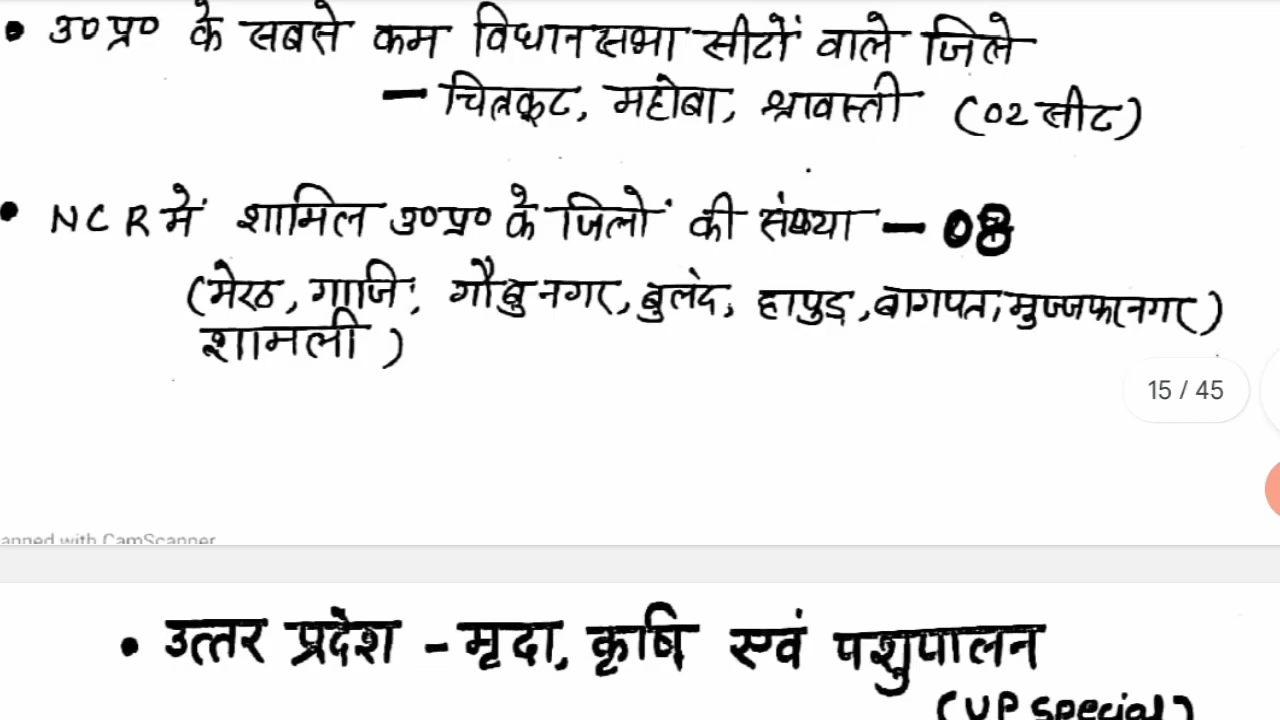 • उ०प्र० के सबसे कम विधानसभा सीटों वाले जिले
— चित्रकूट, महोबा, श्रावस्ती (02 सीट)
• NCR में शामिल उ०प्र० के जिलों की संख्या — 08
(मेरठ, गाजि, गौबुनगर, बुलंद, हापुड़, बागपत, मुज्जफरनगर)
शामली)
15 / 45
anned with CamScanner
• उत्तर प्रदेश - मृदा, कृषि एवं पशुपालन
(UP special)